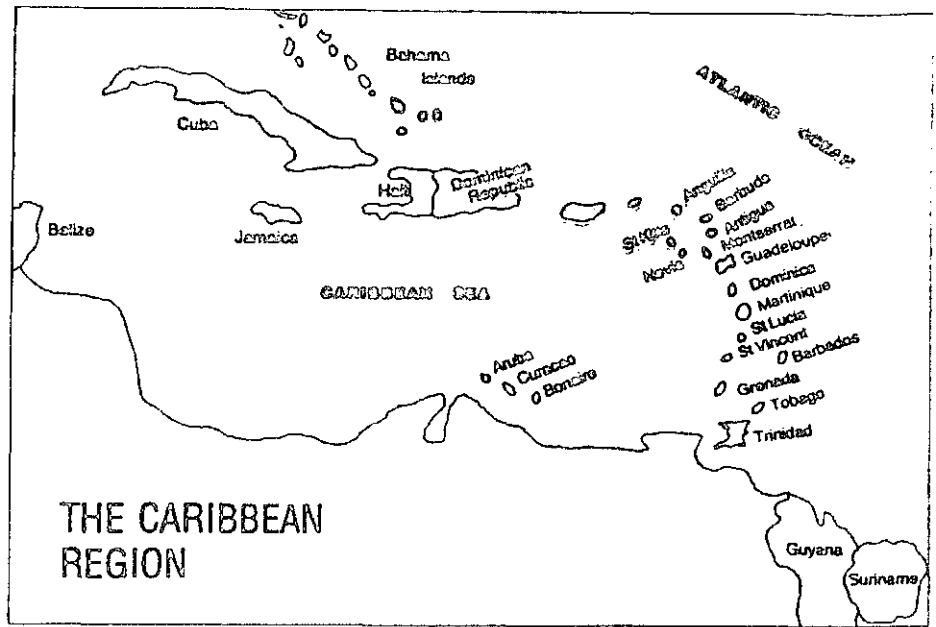 Bahama
Islands
ATLANTIC
OCEAN
Cuba
Haiti
Dominican
Republic
Anguilla
Barbuda
St Kitts
Antigua
Montserrat
Nevis
Guadeloupe
Belize
Jamaica
Dominica
CARIBBEAN SEA
Martinique
St Lucia
St Vincent
Barbados
Aruba
Curacao
Bonaire
Grenada
Tobago
Trinidad
THE CARIBBEAN
REGION
Guyana
Suriname